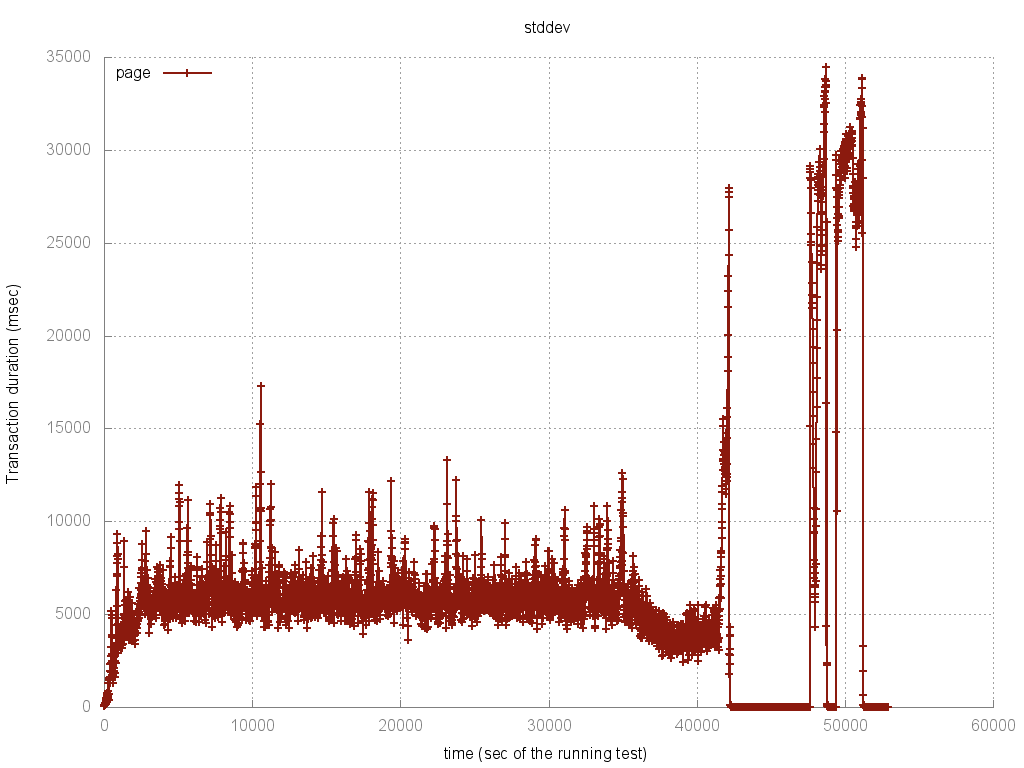 stddev
page
35000
30000
25000
20000
15000
10000
5000
0
0 10000 20000 30000 40000 50000 60000
Transaction duration (msec)
time (sec of the running test)